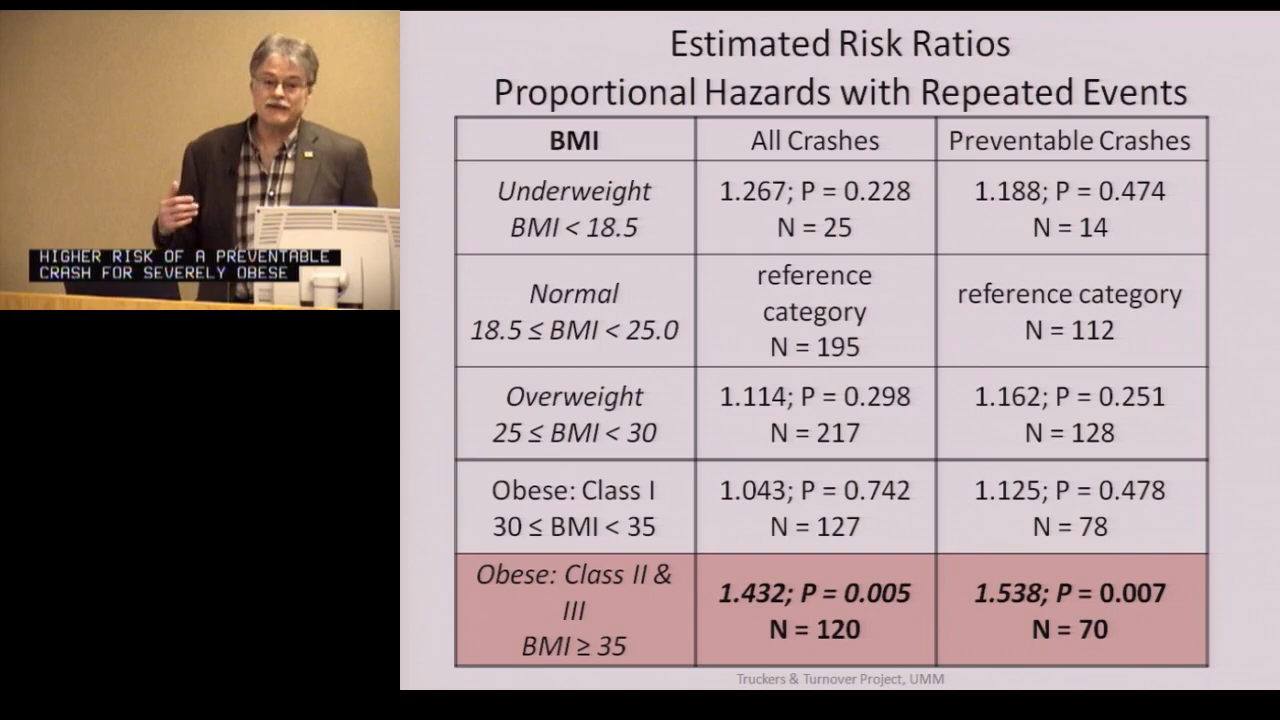 HIGHER RISK OF A PREVENTABLE
CRASH FOR SEVERELY OBESE
Estimated Risk Ratios
Proportional Hazards with Repeated Events
BMI
All Crashes
Preventable Crashes
Underweight
BMI < 18.5
1.267; P = 0.228
N = 25
1.188; P = 0.474
N = 14
Normal
18.5 ≤ BMI < 25.0
reference
category
N = 195
reference category
N = 112
Overweight
25 ≤ BMI < 30
1.114; P = 0.298
N = 217
1.162; P = 0.251
N = 128
Obese: Class I
30 ≤ BMI < 35
1.043; P = 0.742
N = 127
1.125; P = 0.478
N = 78
Obese: Class II &
III
BMI ≥ 35
1.432; P = 0.005
N = 120
1.538; P = 0.007
N = 70
Truckers & Turnover Project, UMM